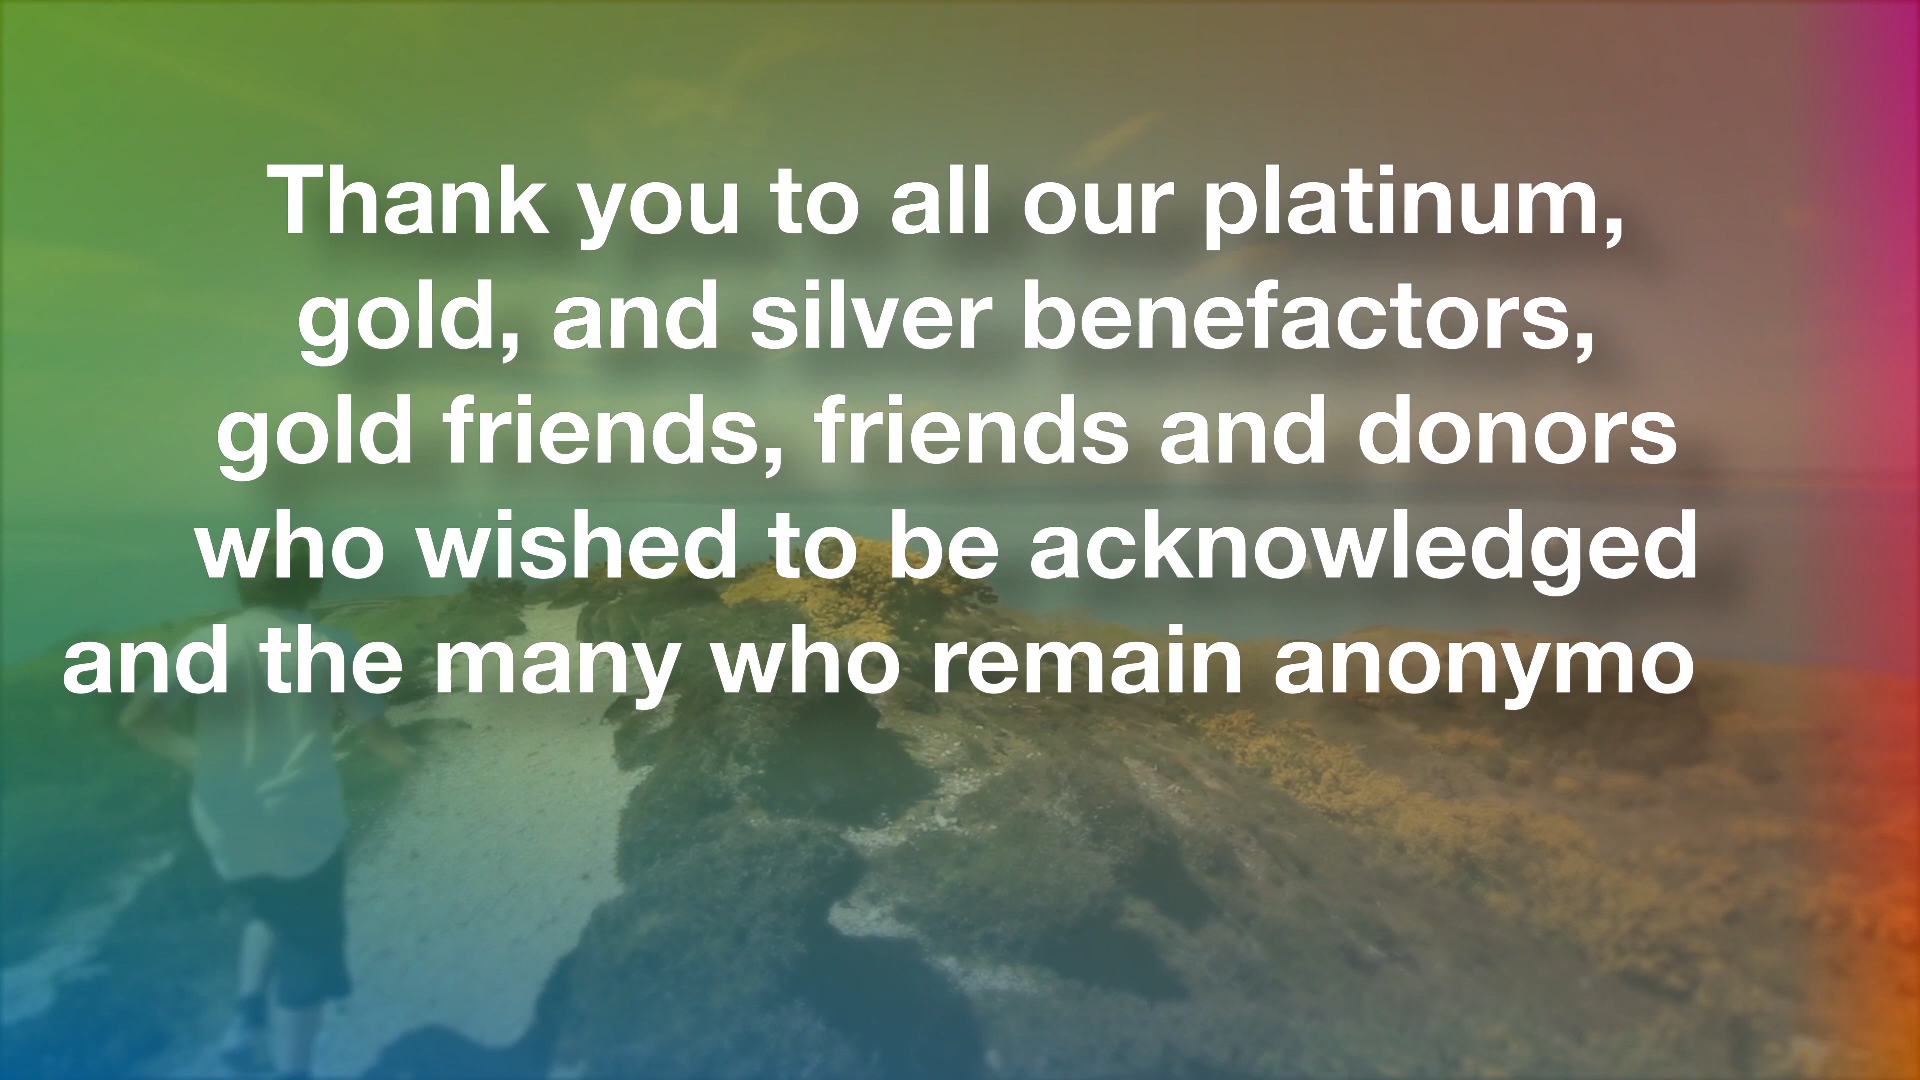 Thank you to all our platinum,
gold, and silver benefactors,
gold friends, friends and donors
who wished to be acknowledged
and the many who remain anonymo